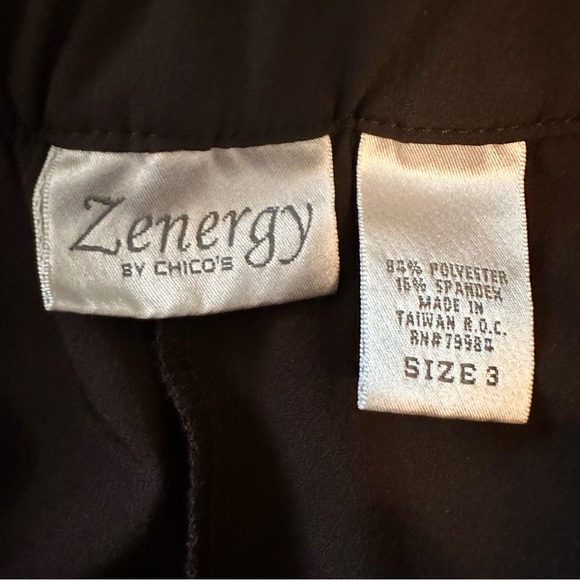 Zenergy
BY CHICO'S
84% POLYESTER
16% SPANDEX
MADE IN
TAIWAN R.O.C.
RN#79984
SIZE 3